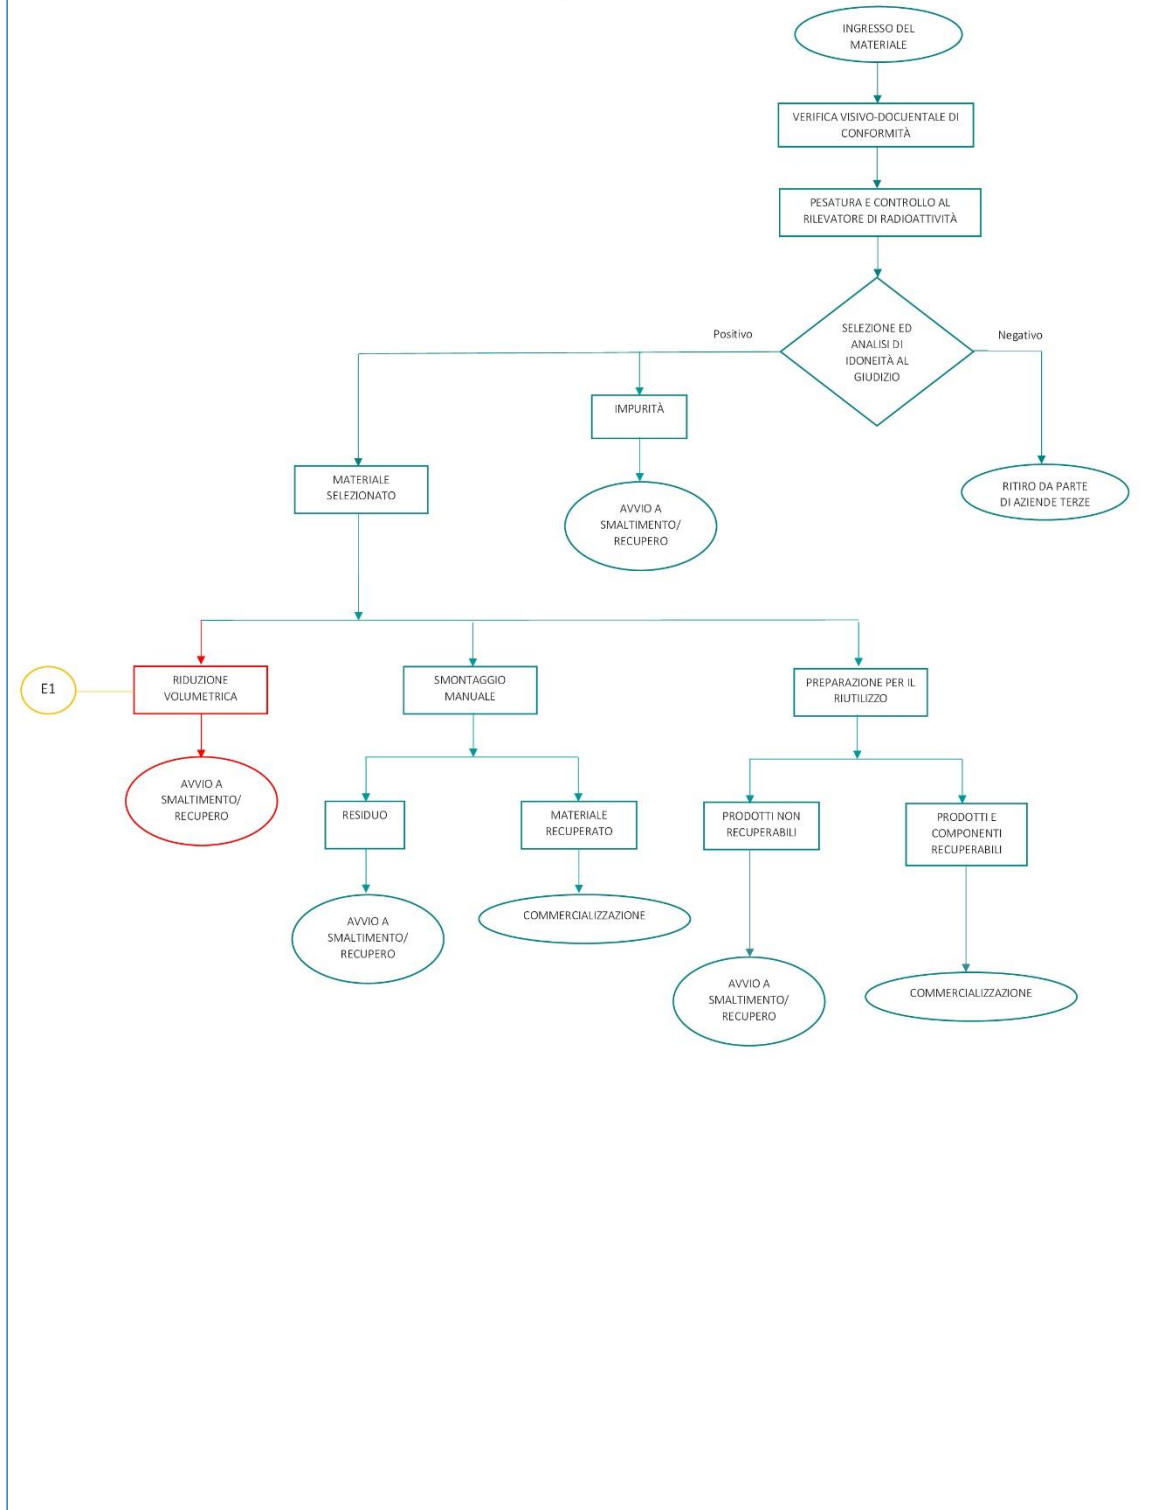 INGRESSO DEL
MATERIALE
VERIFICA VISIVO-DOCUENTALE DI
CONFORMITÀ
PESATURA E CONTROLLO AL
RILEVATORE DI RADIOATTIVITÀ
SELEZIONE ED
ANALISI DI
IDONEITÀ AL
GIUDIZIO
Positivo
Negativo
IMPURITÀ
MATERIALE
SELEZIONATO
AVVIO A
SMALTIMENTO/
RECUPERO
RITIRO DA PARTE
DI AZIENDE TERZE
E1
RIDUZIONE
VOLUMETRICA
SMONTAGGIO
MANUALE
PREPARAZIONE PER IL
RIUTILIZZO
AVVIO A
SMALTIMENTO/
RECUPERO
RESIDUO
MATERIALE
RECUPERATO
PRODOTTI NON
RECUPERABILI
PRODOTTI E
COMPONENTI
RECUPERABILI
AVVIO A
SMALTIMENTO/
RECUPERO
COMMERCIALIZZAZIONE
AVVIO A
SMALTIMENTO/
RECUPERO
COMMERCIALIZZAZIONE